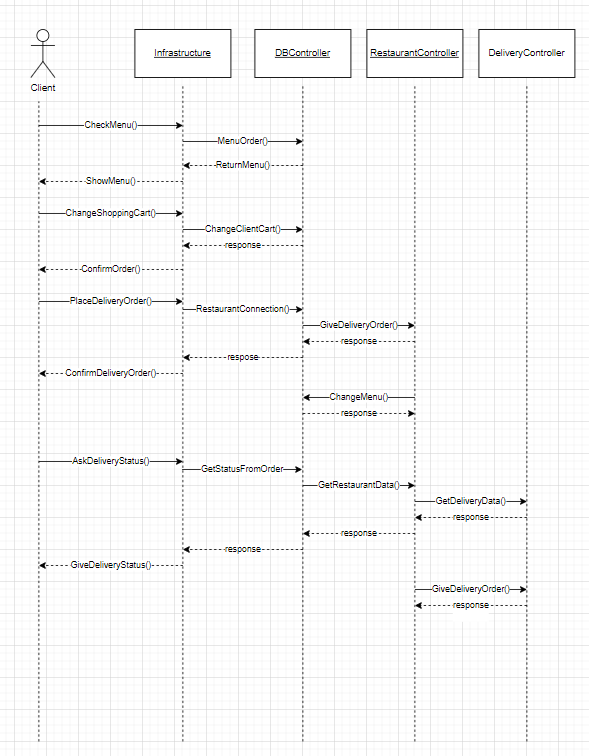 Infrastructure
DBController
RestaurantController
DeliveryController
Client
CheckMenu()
MenuOrder()
ReturnMenu()
ShowMenu()
ChangeShoppingCart()
ChangeClientCart()
response
ConfirmOrder()
PlaceDeliveryOrder()
RestaurantConnection()
GiveDeliveryOrder()
response
respose
ConfirmDeliveryOrder()
ChangeMenu()
response
AskDeliveryStatus()
GetStatusFromOrder
GetRestaurantData()
GetDeliveryData()
response
response
response
GiveDeliveryStatus()
GiveDeliveryOrder()
response